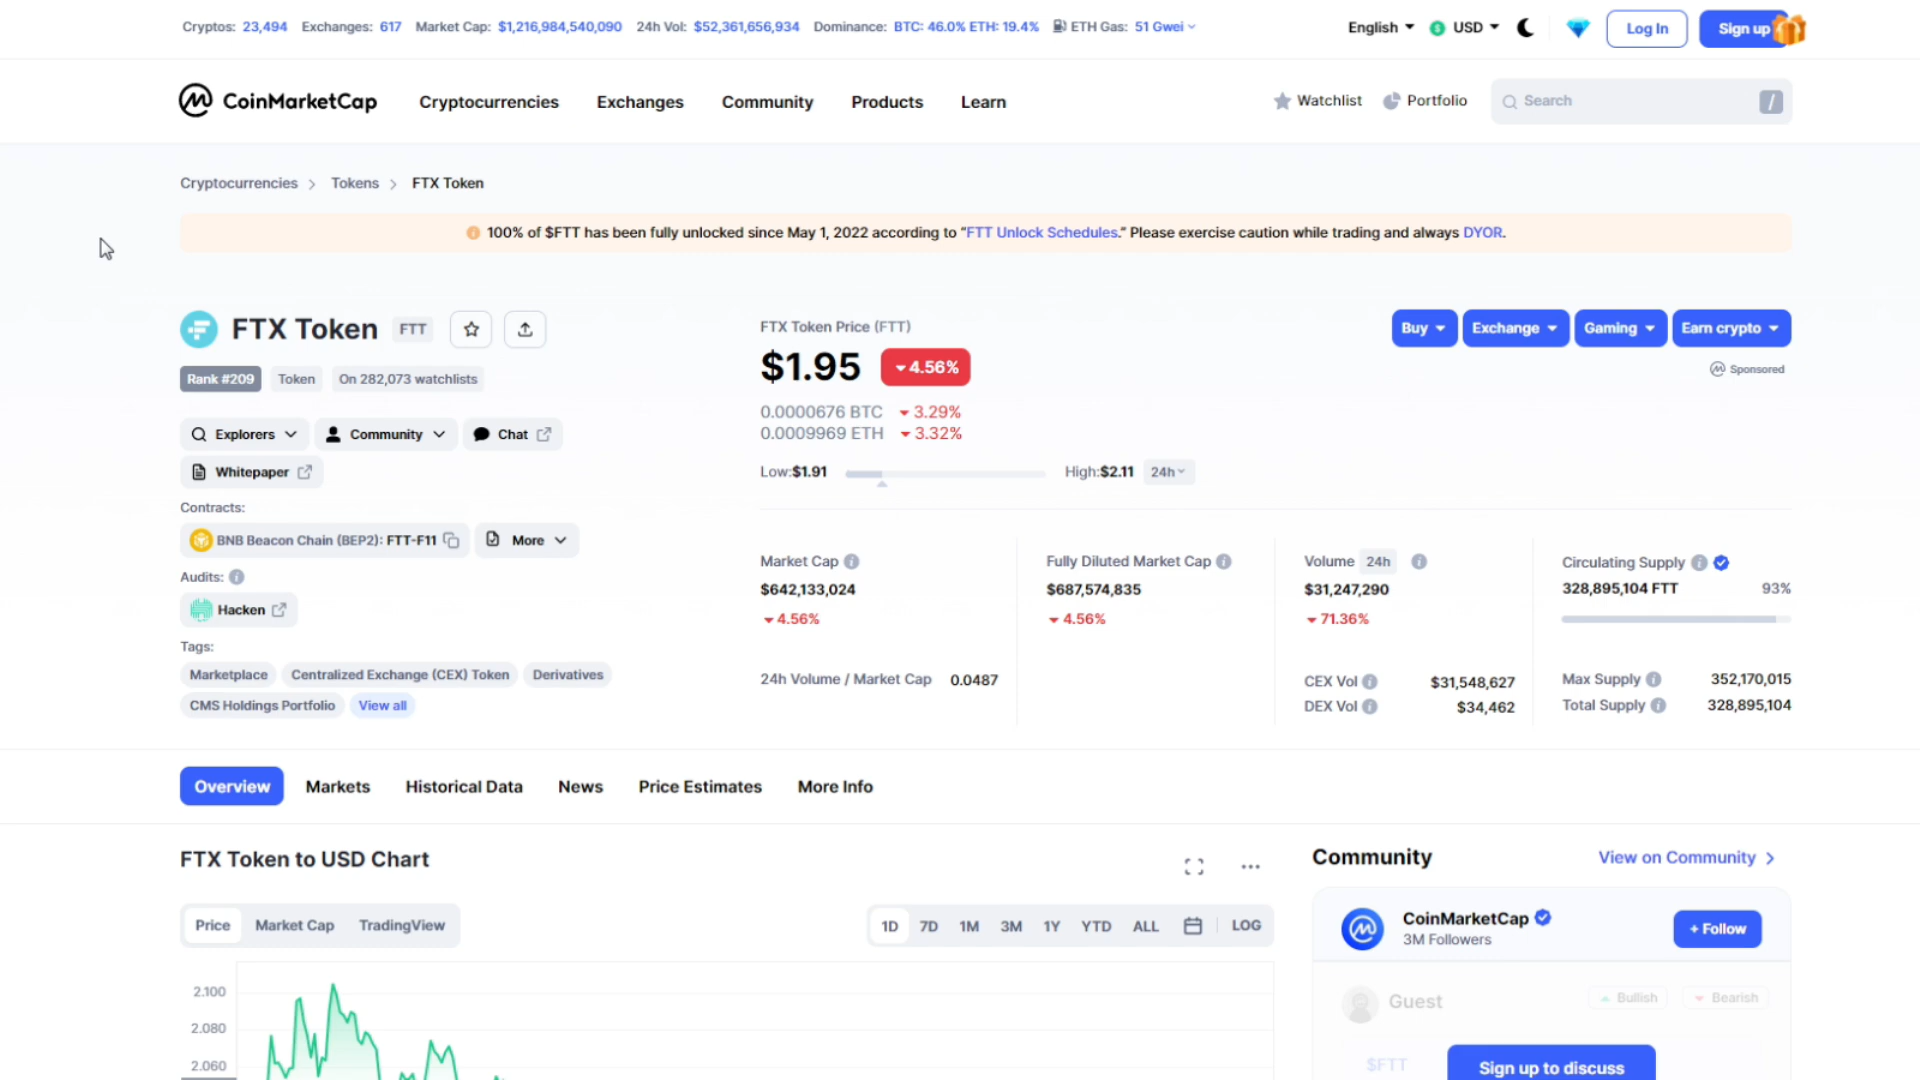 Cryptos: 23,494 Exchanges: 617 Market Cap: $1,216,984,540,090 24h Vol: $52,361,656,934 Dominance: BTC: 46.0% ETH: 19.4% ETH Gas: 51 Gwei
English USD Log In Sign up
CoinMarketCap Cryptocurrencies Exchanges Community Products Learn Watchlist Portfolio Search /
Cryptocurrencies > Tokens > FTX Token
100% of $FTT has been fully unlocked since May 1, 2022 according to "FTT Unlock Schedules." Please exercise caution while trading and always DYOR.
FTX Token FTT
Rank #209 Token On 282,073 watchlists
Explorers Community Chat
Whitepaper
Contracts:
BNB Beacon Chain (BEP2): FTT-F11 More
Audits:
Hacken
Tags:
Marketplace Centralized Exchange (CEX) Token Derivatives
CMS Holdings Portfolio View all
FTX Token Price (FTT)
$1.95 4.56%
0.0000676 BTC 3.29%
0.0009969 ETH 3.32%
Low:$1.91 High:$2.11 24h
Buy Exchange Gaming Earn crypto
Sponsored
Market Cap
$642,133,024
4.56%
24h Volume / Market Cap 0.0487
Fully Diluted Market Cap
$687,574,835
4.56%
Volume 24h
$31,247,290
71.36%
CEX Vol $31,548,627
DEX Vol $34,462
Circulating Supply
328,895,104 FTT 93%
Max Supply 352,170,015
Total Supply 328,895,104
Overview Markets Historical Data News Price Estimates More Info
FTX Token to USD Chart
Price Market Cap TradingView
1D 7D 1M 3M 1Y YTD ALL LOG
2.100
2.080
2.060
Community View on Community >
CoinMarketCap
3M Followers
+ Follow
Guest Bullish Bearish
$FTT
Sign up to discuss